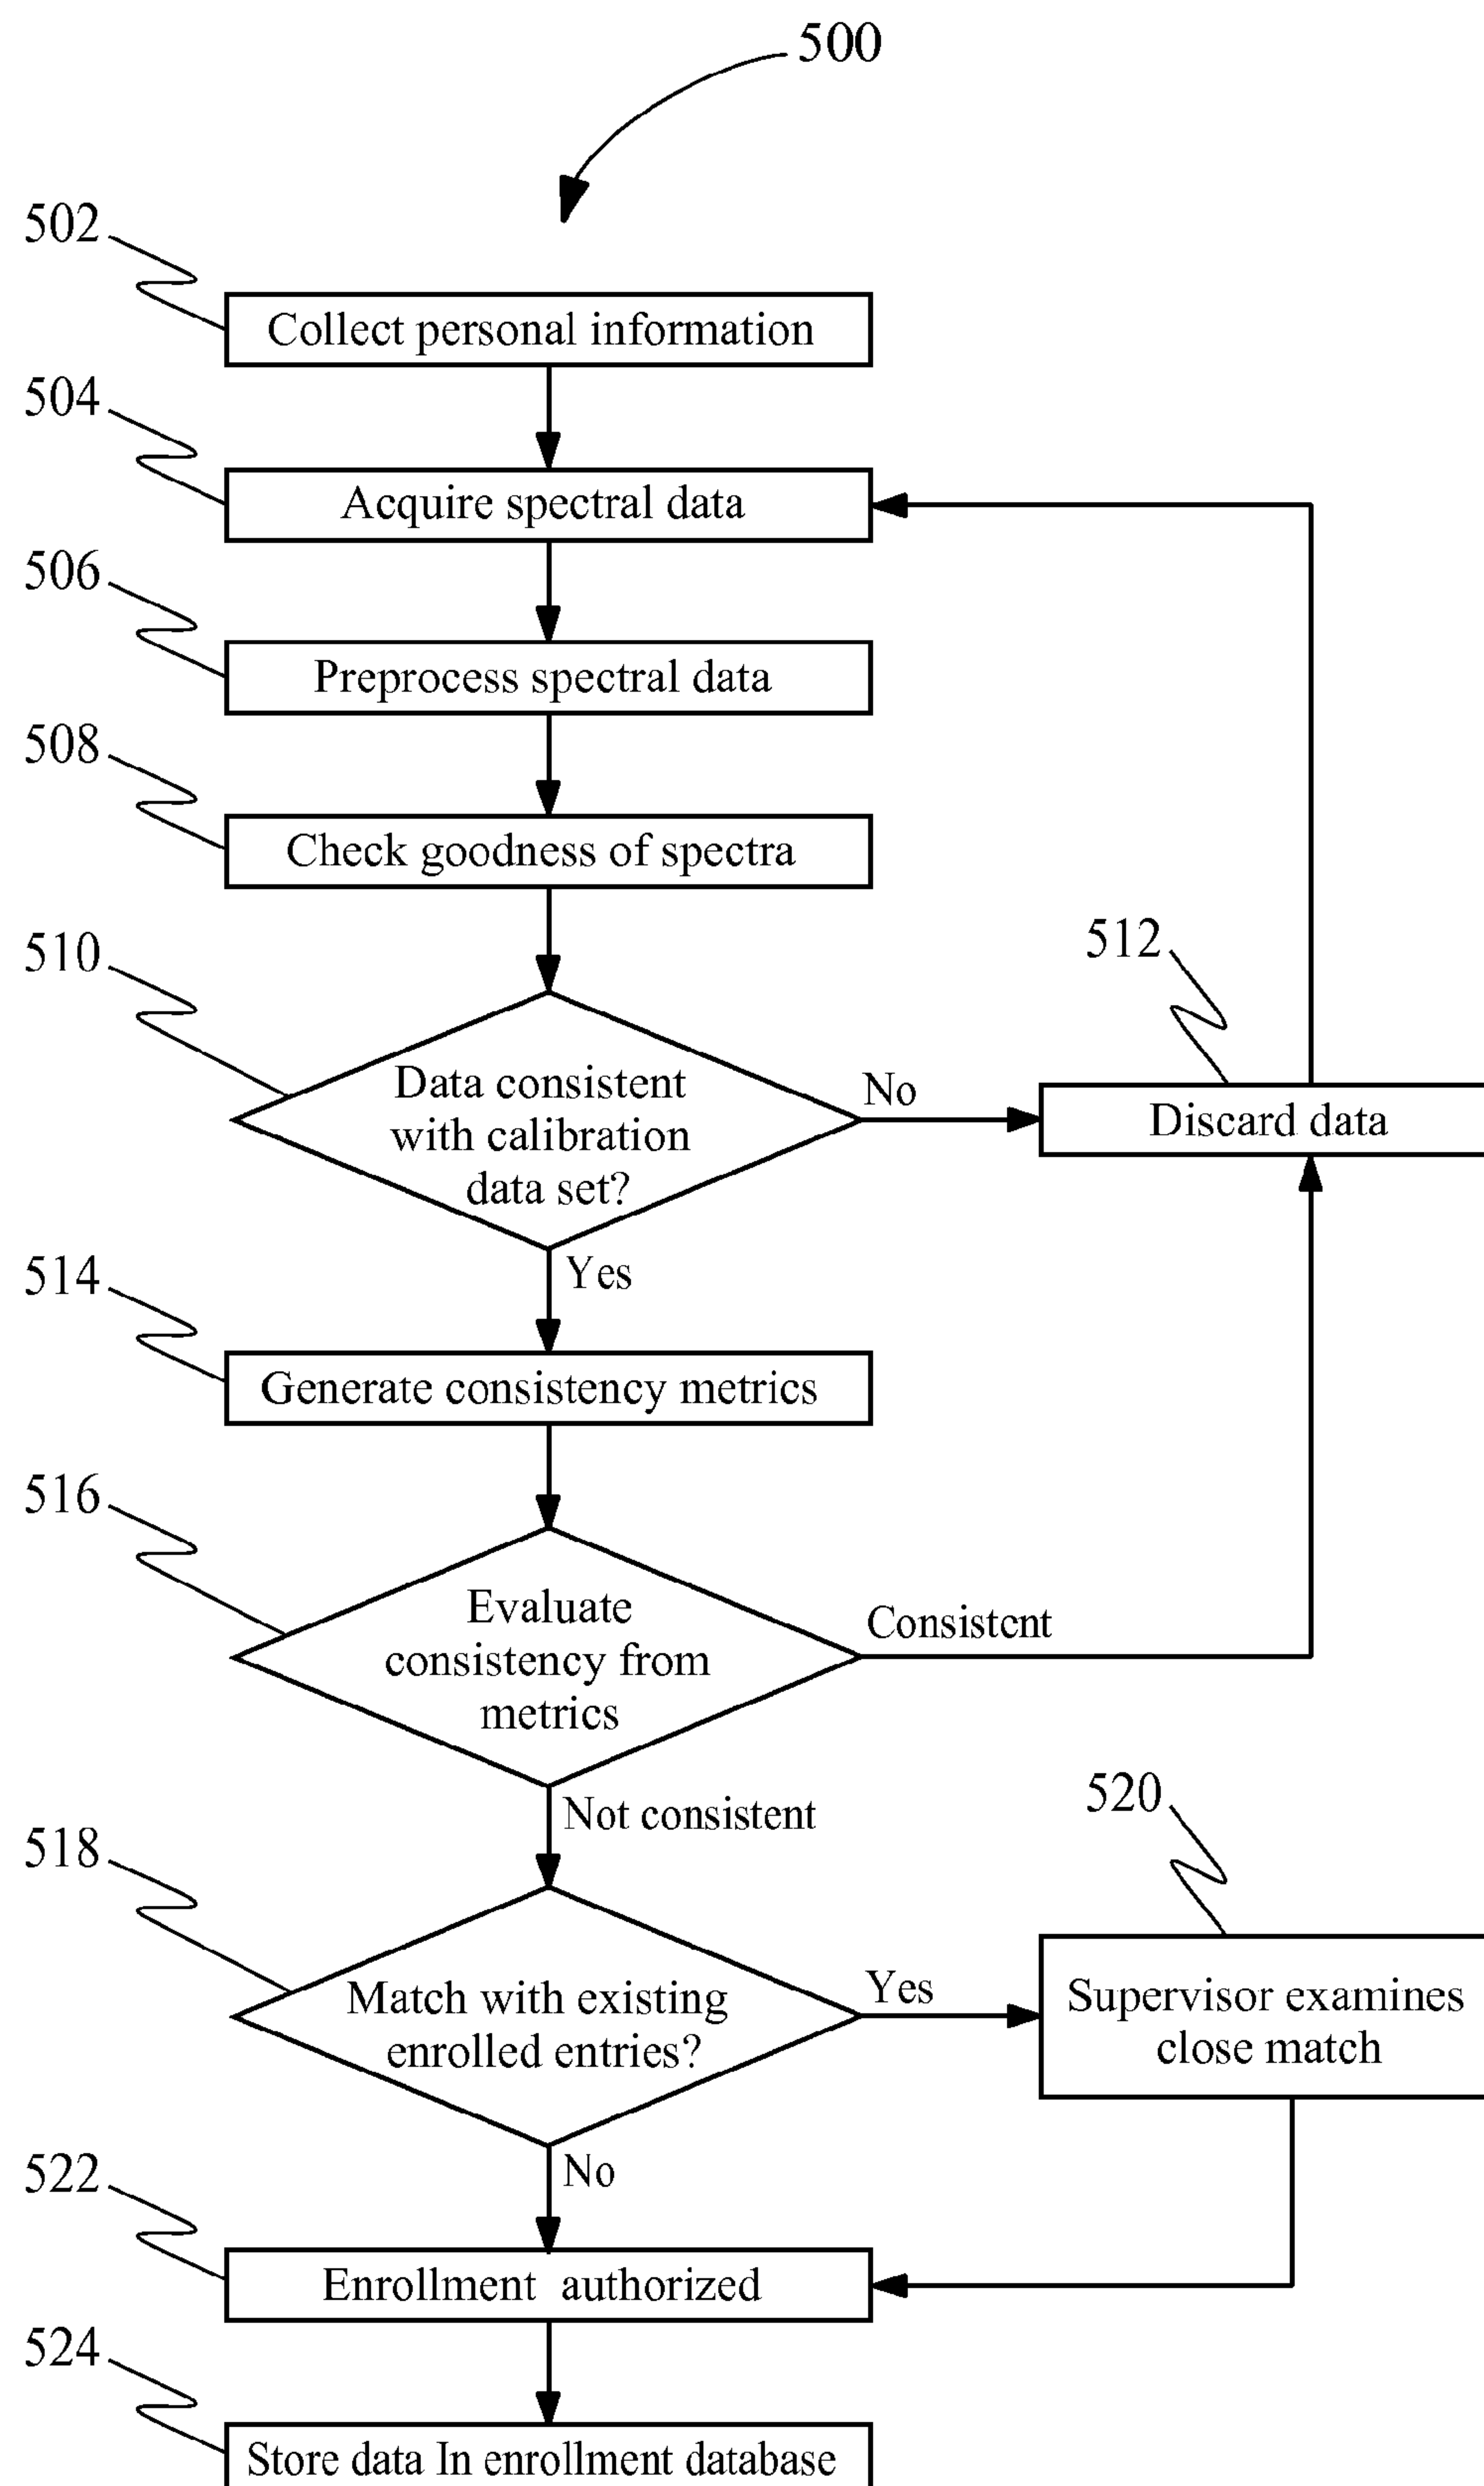 500
502
Collect personal information
504
Acquire spectral data
506
Preprocess spectral data
508
Check goodness of spectra
510
512
Data consistent
with calibration
data set?
No
Discard data
Yes
514
Generate consistency metrics
516
Evaluate
consistency from
metrics
Consistent
Not consistent
518
520
Match with existing
enrolled entries?
Yes
Supervisor examines
close match
No
522
Enrollment authorized
524
Store data In enrollment database